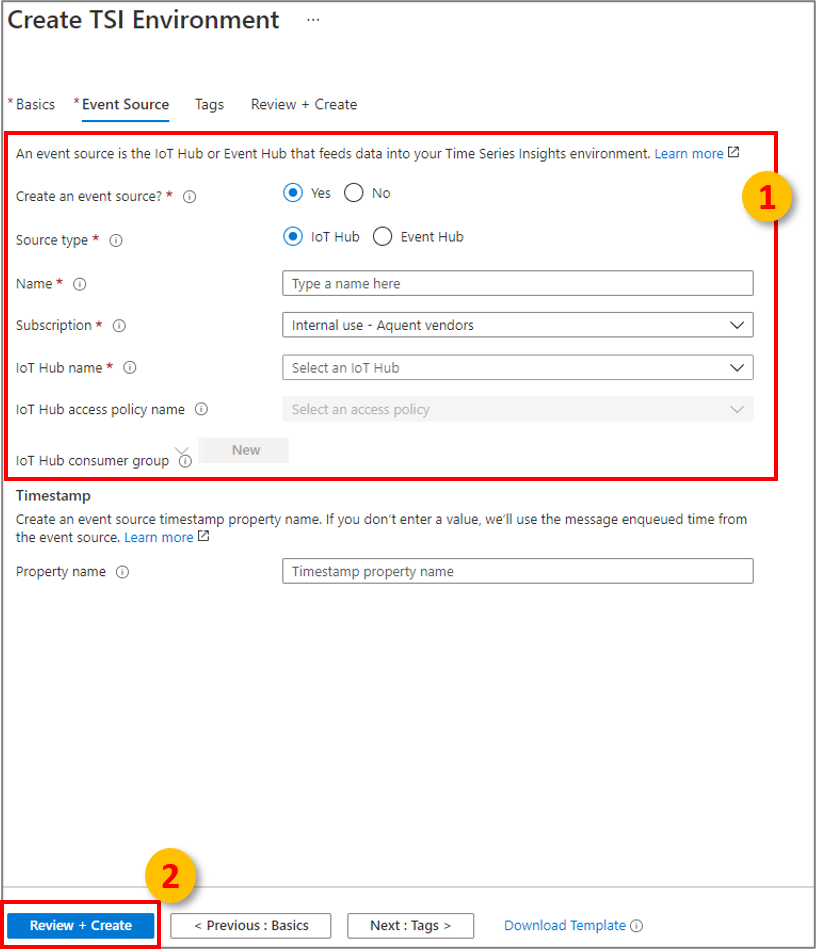 Create TSI Environment ...
* Basics * Event Source Tags Review + Create
An event source is the IoT Hub or Event Hub that feeds data into your Time Series Insights environment. Learn more
1
Create an event source? * Yes No
Source type * IoT Hub Event Hub
Name * Type a name here
Subscription * Internal use - Aquent vendors
IoT Hub name * Select an IoT Hub
IoT Hub access policy name Select an access policy
IoT Hub consumer group New
Timestamp
Create an event source timestamp property name. If you don't enter a value, we'll use the message enqueued time from
the event source. Learn more
Property name Timestamp property name
2
Review + Create < Previous : Basics Next : Tags > Download Template